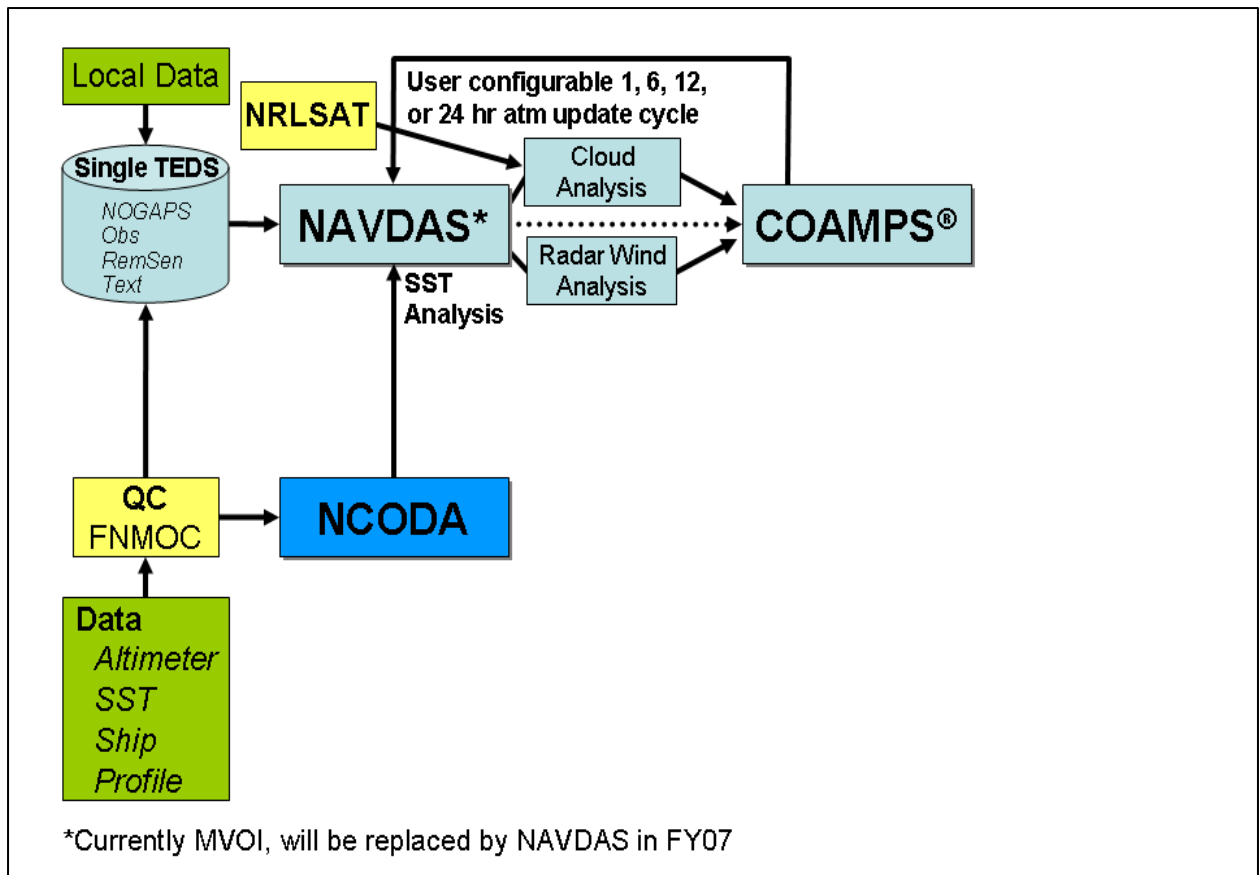 Local Data
NRLSAT
User configurable 1, 6, 12,
or 24 hr atm update cycle
Single TEDS
NOGAPS
Obs
RemSen
Text
NAVDAS*
Cloud
Analysis
Radar Wind
Analysis
COAMPS®
SST
Analysis
QC
FNMOC
NCODA
Data
Altimeter
SST
Ship
Profile
*Currently MVOI, will be replaced by NAVDAS in FY07